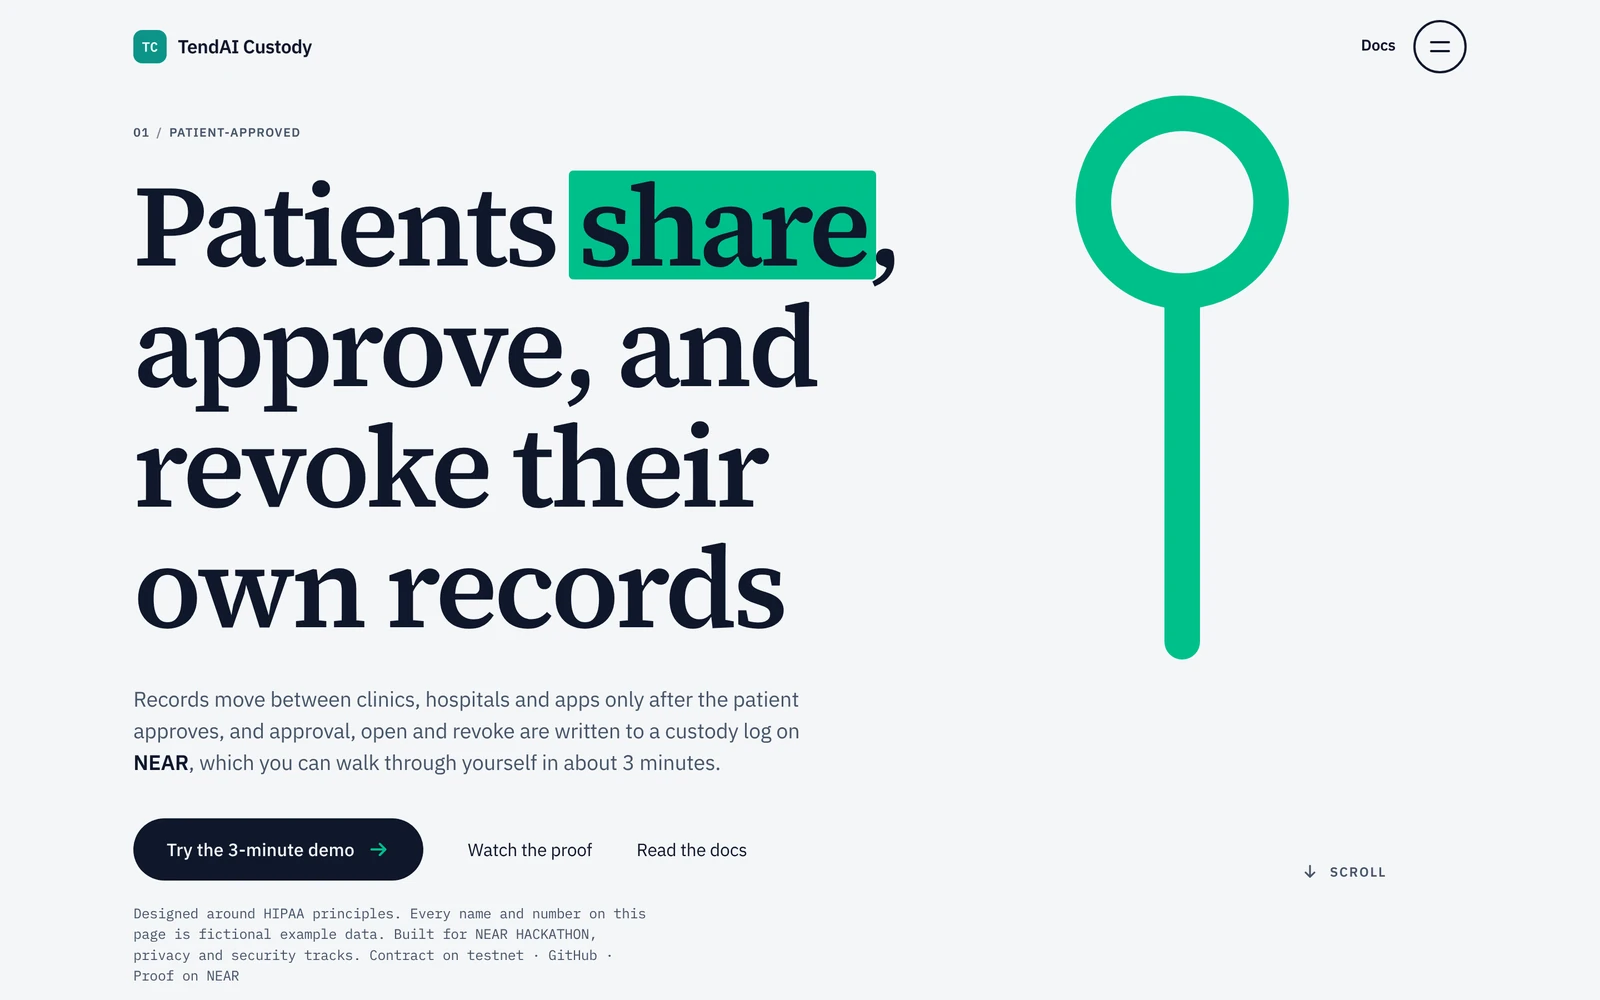 TC TendAI Custody
Docs
01 / PATIENT-APPROVED
Patients share,
approve, and
revoke their
own records
Records move between clinics, hospitals and apps only after the patient
approves, and approval, open and revoke are written to a custody log on
NEAR, which you can walk through yourself in about 3 minutes.
Try the 3-minute demo → Watch the proof Read the docs
↓ SCROLL
Designed around HIPAA principles. Every name and number on this
page is fictional example data. Built for NEAR HACKATHON,
privacy and security tracks. Contract on testnet · GitHub ·
Proof on NEAR